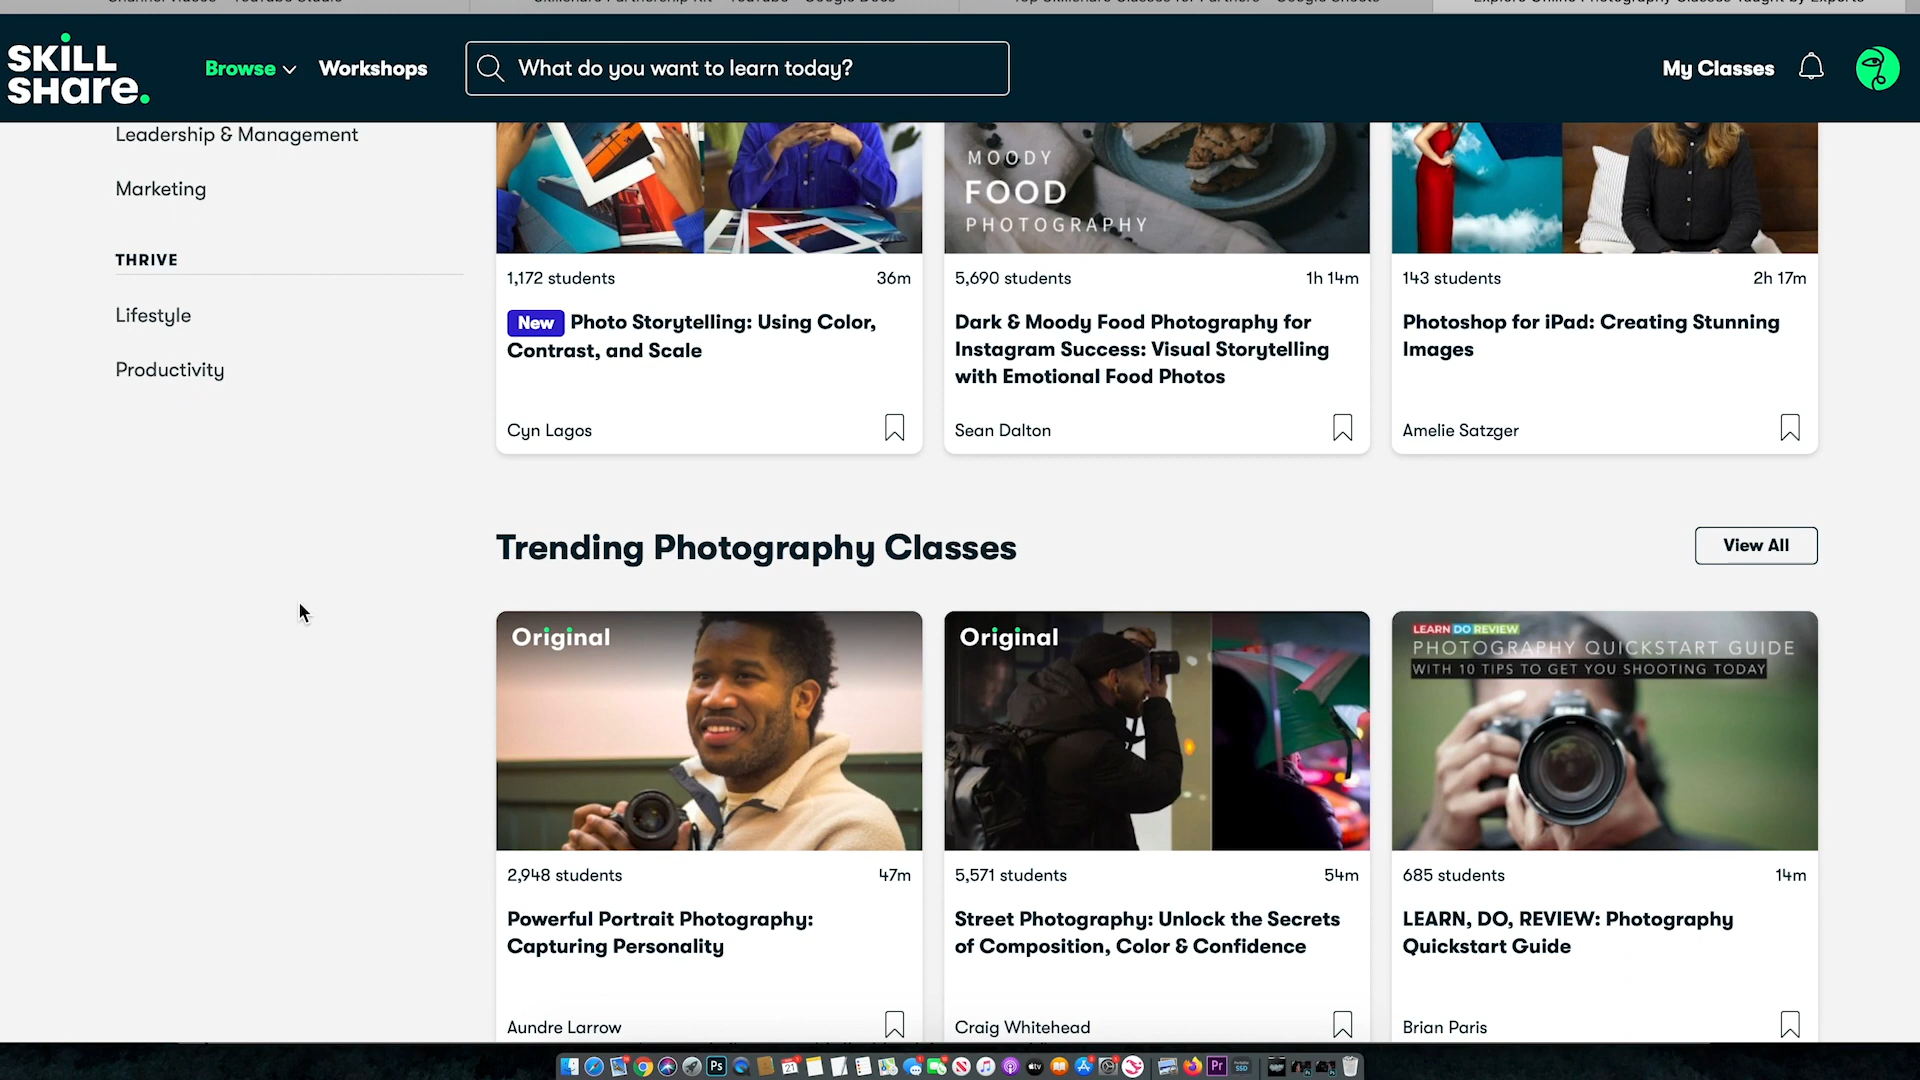 SKILL
SHARE.
Browse
Workshops
What do you want to learn today?
My Classes
Leadership & Management
Marketing
THRIVE
Lifestyle
Productivity
MOODY
FOOD
PHOTOGRAPHY
1,172 students 36m
New Photo Storytelling: Using Color,
Contrast, and Scale
Cyn Lagos
5,690 students 1h 14m
Dark & Moody Food Photography for
Instagram Success: Visual Storytelling
with Emotional Food Photos
Sean Dalton
143 students 2h 17m
Photoshop for iPad: Creating Stunning
Images
Amelie Satzger
Trending Photography Classes
View All
Original
2,948 students 47m
Powerful Portrait Photography:
Capturing Personality
Aundre Larrow
Original
5,571 students 54m
Street Photography: Unlock the Secrets
of Composition, Color & Confidence
Craig Whitehead
LEARN DO REVIEW
PHOTOGRAPHY QUICKSTART GUIDE
WITH 10 TIPS TO GET YOU SHOOTING TODAY
685 students 14m
LEARN, DO, REVIEW: Photography
Quickstart Guide
Brian Paris
Ps
21
tv
Pr
SSD